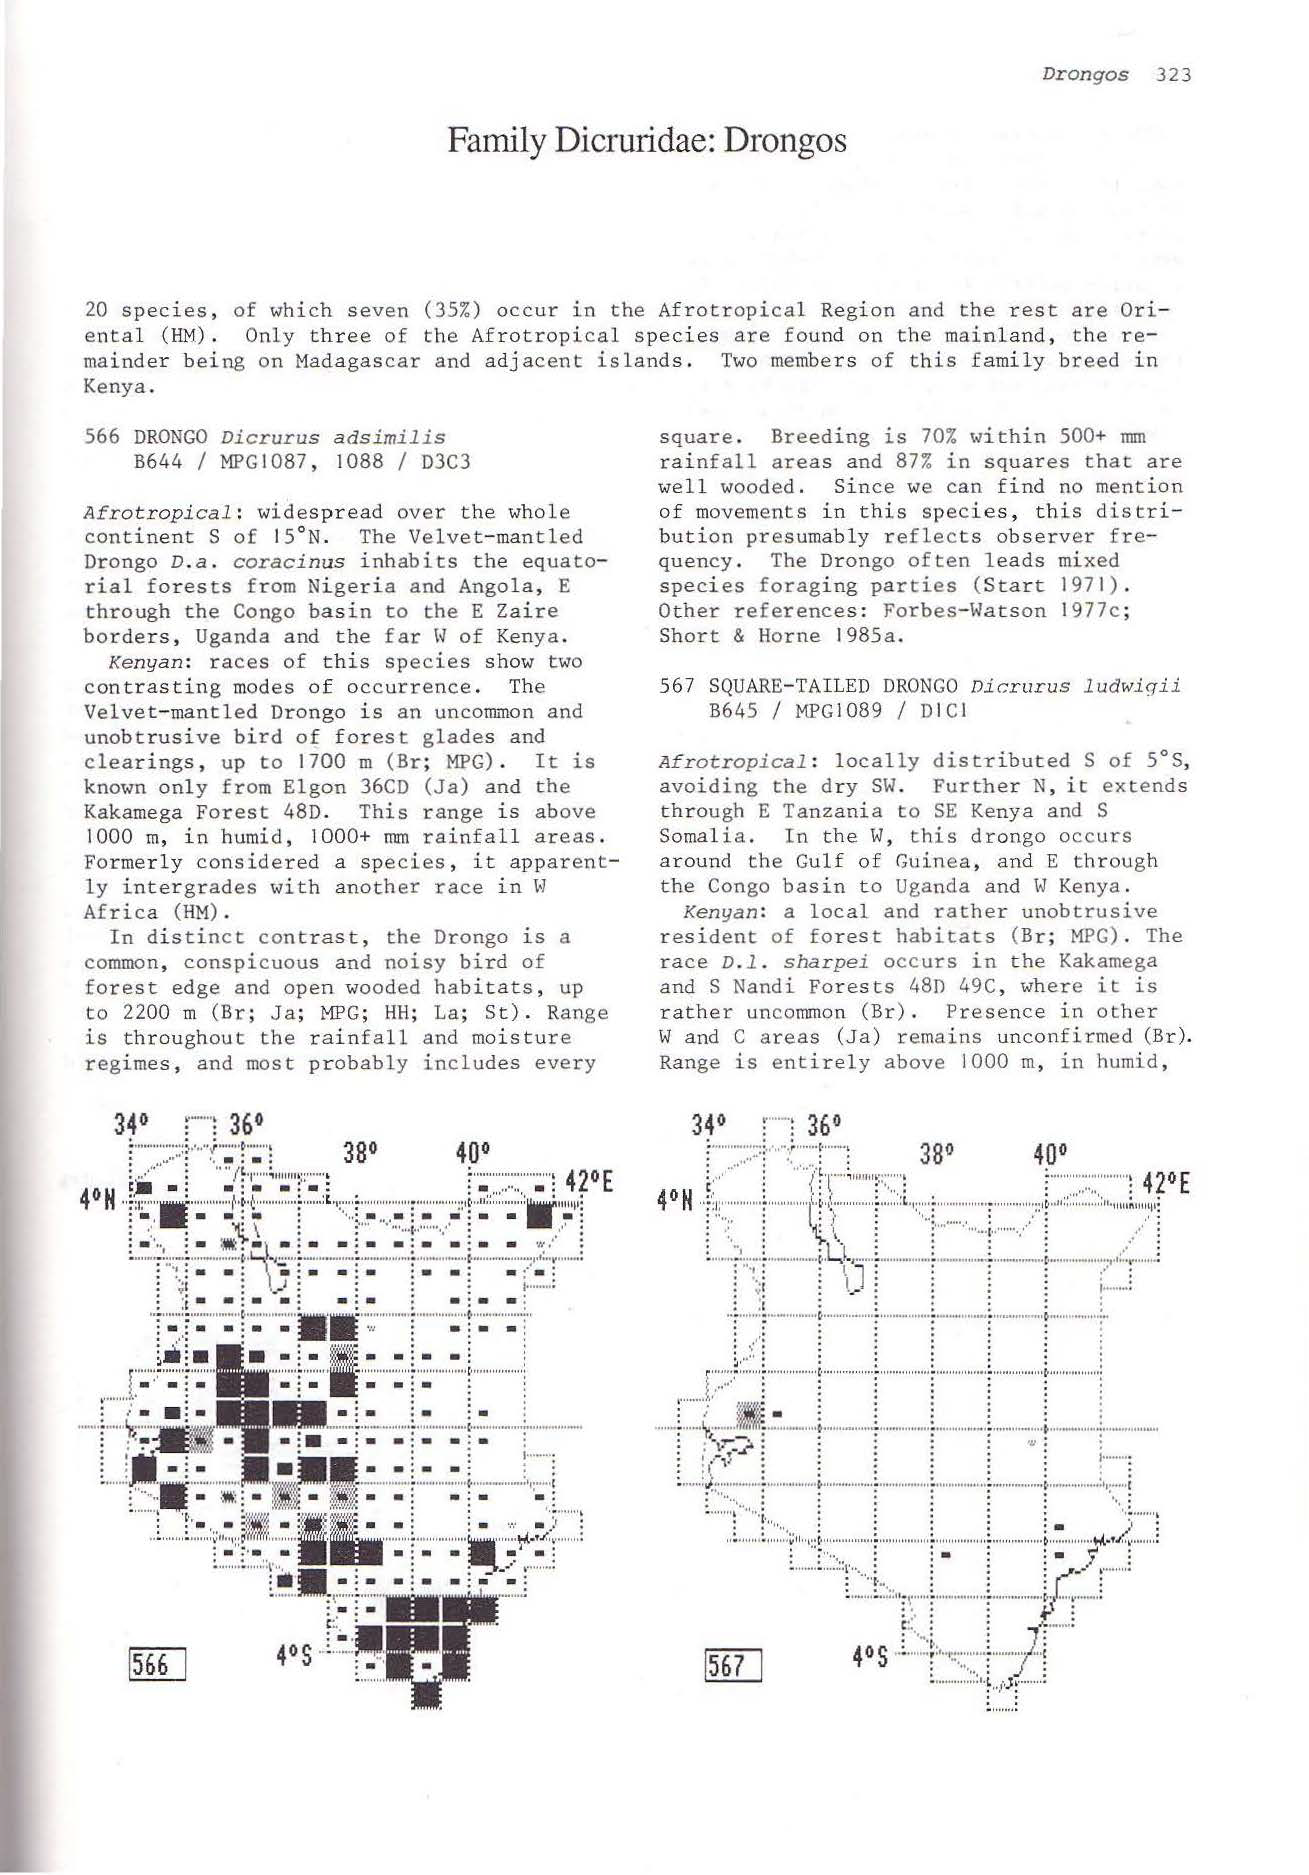 Drongos 323
Family Dicruridae: Drongos
20 species, of which seven (35%) occur in the Afrotropical Region and the rest are Ori-
ental (HM). Only three of the Afrotropical species are found on the mainland, the re-
mainder being on Madagascar and adjacent islands. Two members of this family breed in
Kenya.
566 DRONGO Dicrurus adsimilis
B644 / MPG1087, 1088 / D3C3
Afrotropical: widespread over the whole
continent S of 15°N. The Velvet-mantled
Drongo D.a. coracinus inhabits the equato-
rial forests from Nigeria and Angola, E
through the Congo basin to the E Zaire
borders, Uganda and the far W of Kenya.
Kenyan: races of this species show two
contrasting modes of occurrence. The
Velvet-mantled Drongo is an uncommon and
unobtrusive bird of forest glades and
clearings, up to 1700 m (Br; MPG). It is
known only from Elgon 36CD (Ja) and the
Kakamega Forest 48D. This range is above
1000 m, in humid, 1000+ mm rainfall areas.
Formerly considered a species, it apparent-
ly intergrades with another race in W
Africa (HM).
In distinct contrast, the Drongo is a
common, conspicuous and noisy bird of
forest edge and open wooded habitats, up
to 2200 m (Br; Ja; MPG; HH; La; St). Range
is throughout the rainfall and moisture
regimes, and most probably includes every
square. Breeding is 70% within 500+ mm
rainfall areas and 87% in squares that are
well wooded. Since we can find no mention
of movements in this species, this distri-
bution presumably reflects observer fre-
quency. The Drongo often leads mixed
species foraging parties (Start 1971).
Other references: Forbes-Watson 1977c;
Short & Horne 1985a.
567 SQUARE-TAILED DRONGO Dicrurus ludwigii
B645 / MPG1089 / D1C1
Afrotropical: locally distributed S of 5°S,
avoiding the dry SW. Further N, it extends
through E Tanzania to SE Kenya and S
Somalia. In the W, this drongo occurs
around the Gulf of Guinea, and E through
the Congo basin to Uganda and W Kenya.
Kenyan: a local and rather unobtrusive
resident of forest habitats (Br; MPG). The
race D.l. sharpei occurs in the Kakamega
and S Nandi Forests 48D 49C, where it is
rather uncommon (Br). Presence in other
W and C areas (Ja) remains unconfirmed (Br).
Range is entirely above 1000 m, in humid,
34° 36°
38° 40°
42°E
4°N
4°S
566
34° 36°
38° 40°
42°E
4°N
4°S
567